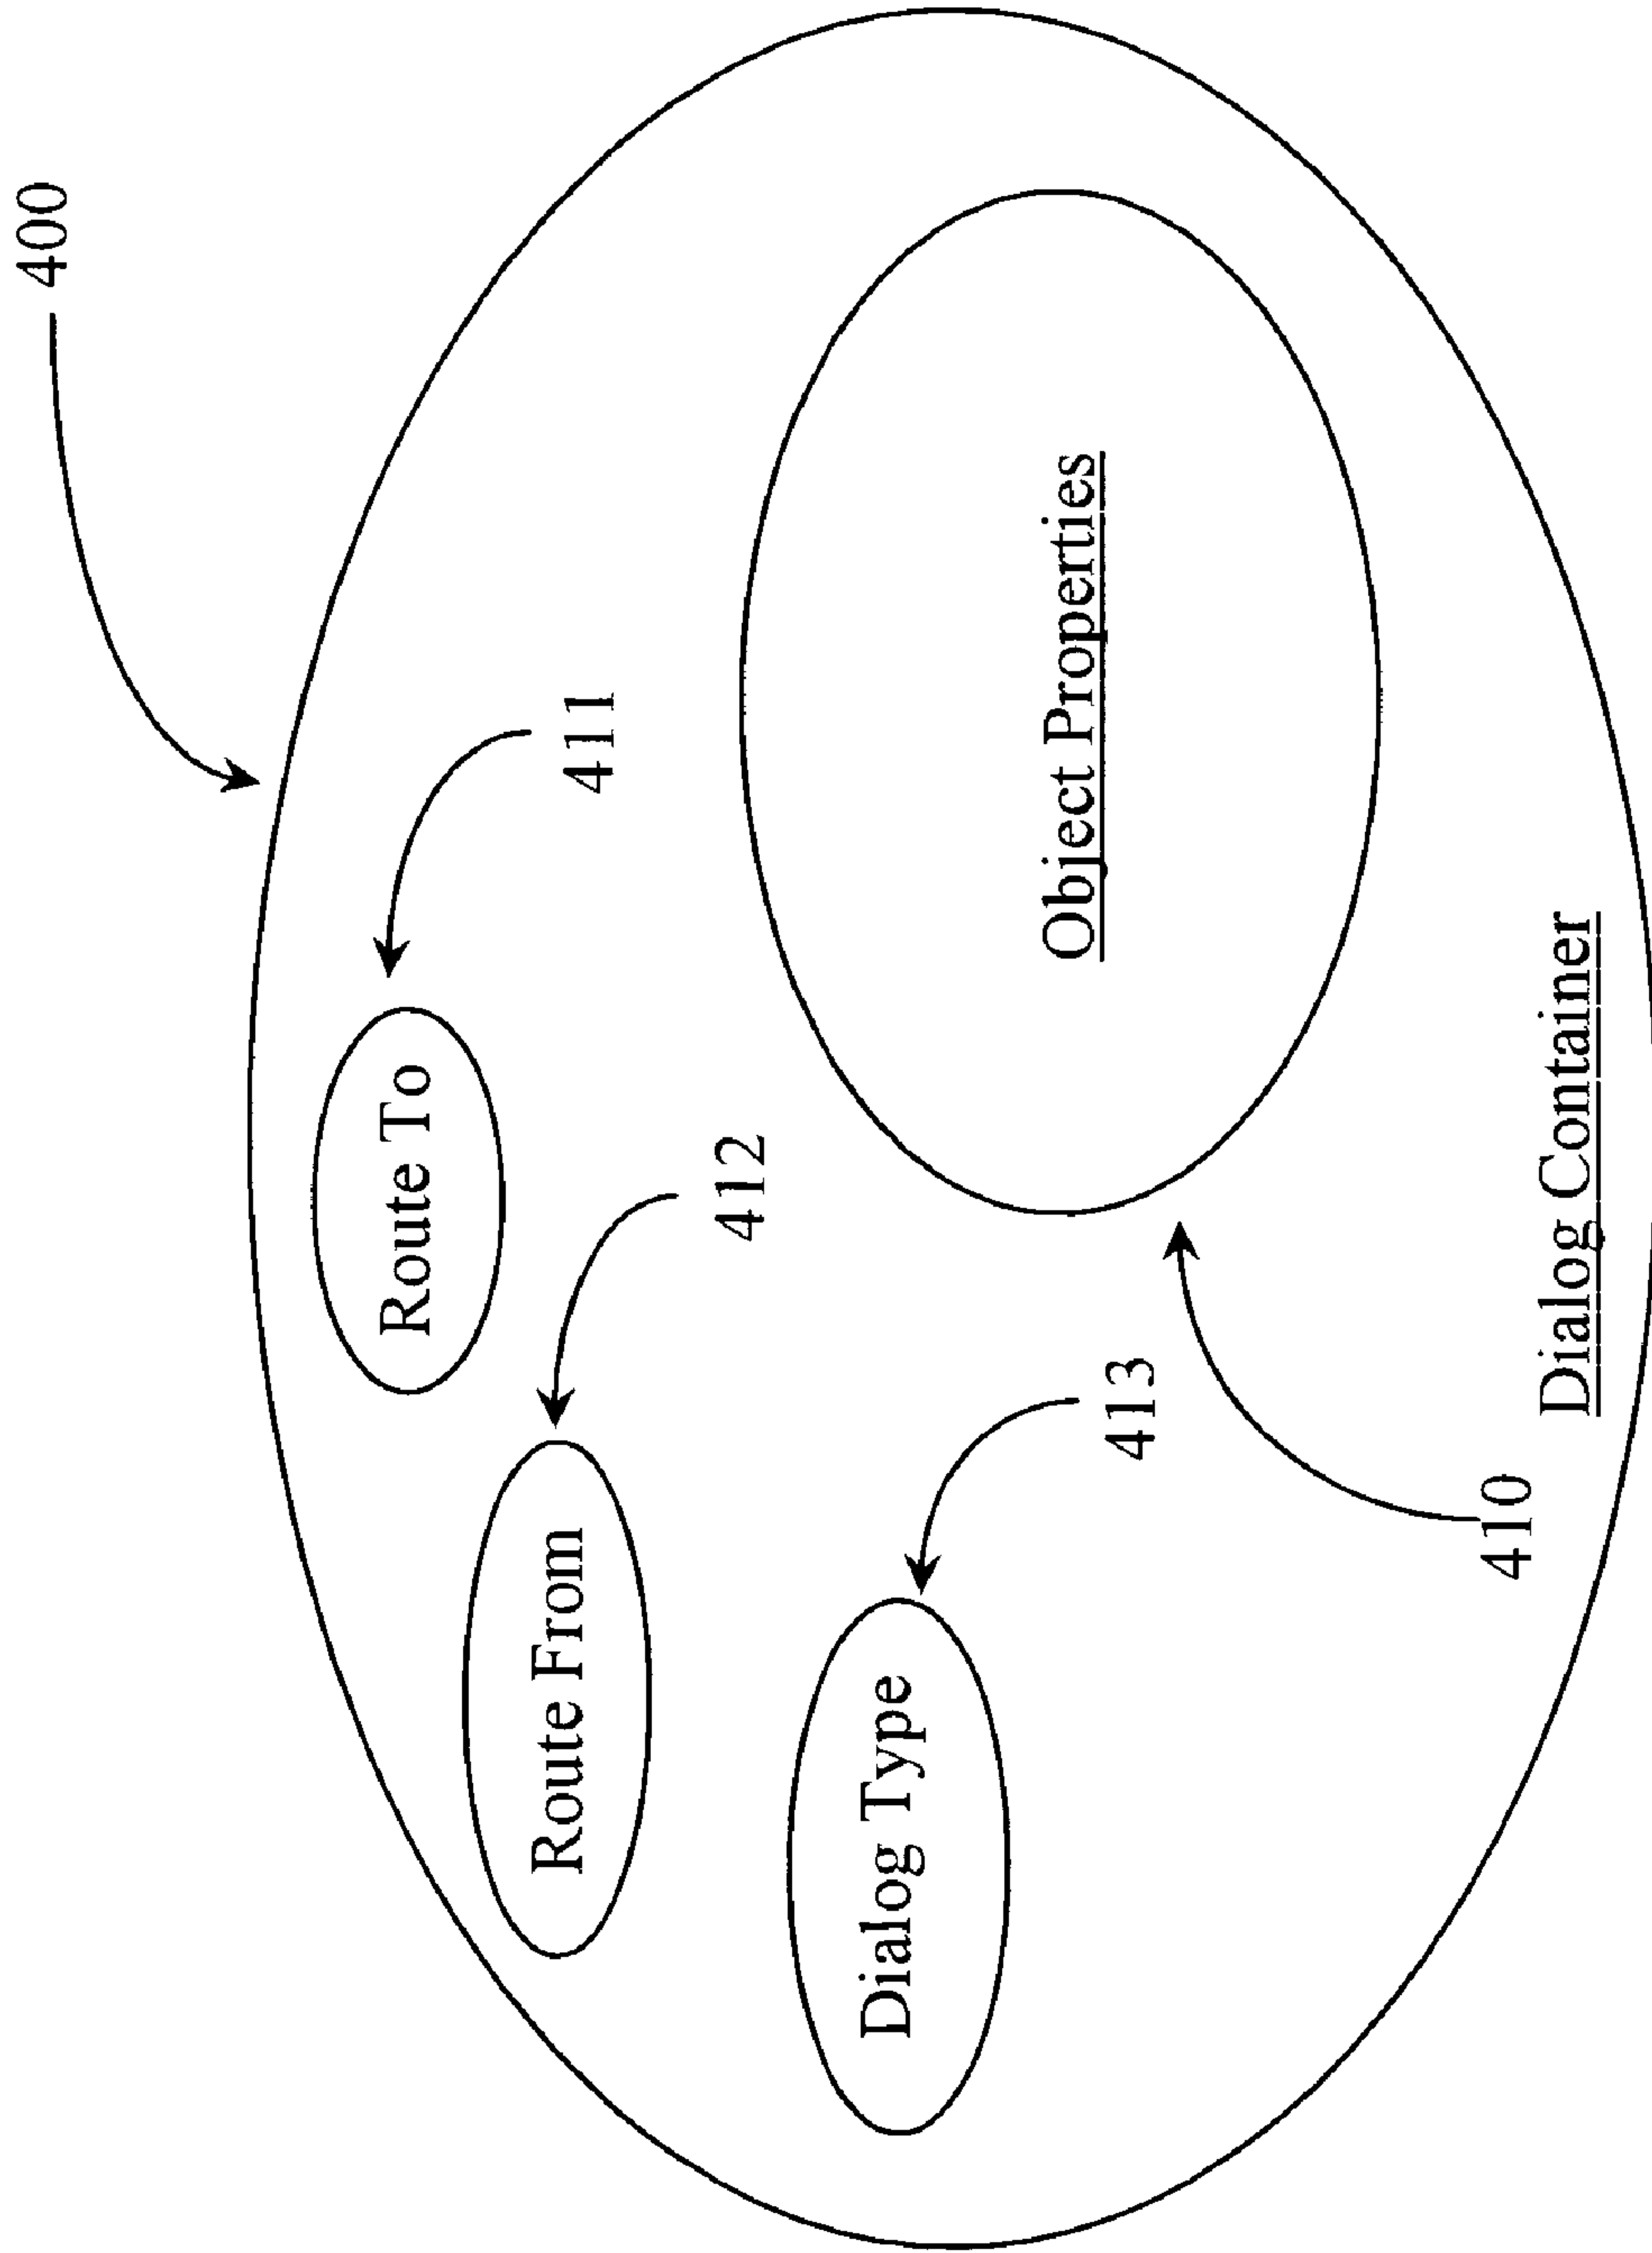 400
Route To
Route From
411
412
Dialog Type
Object Properties
413
410
Dialog Container